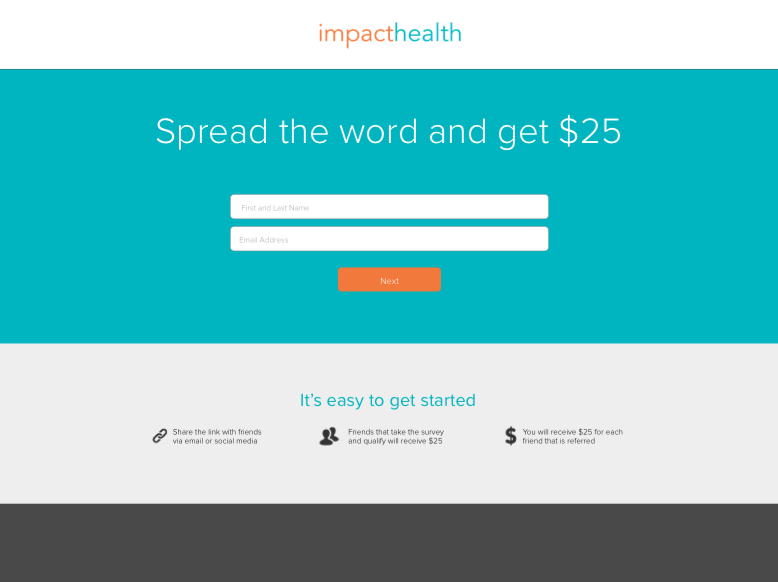 impacthealth
Spread the word and get $25
First and Last Name
Email Address
Next
It's easy to get started
Share the link with friends
via email or social media
Friends that take the survey
and qualify will receive $25
You will receive $25 for each
friend that is referred